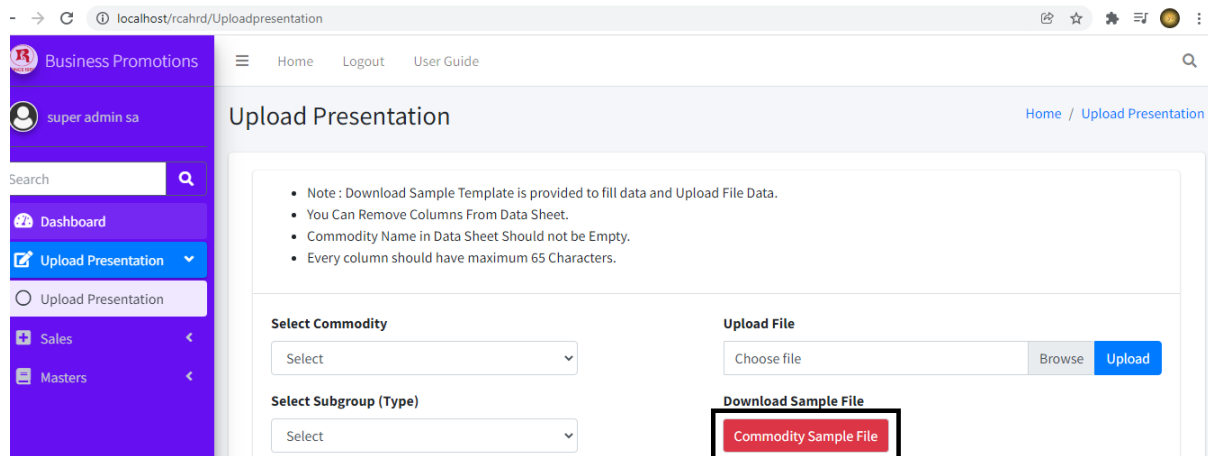 localhost/rcahrd/Uploadpresentation
R
Business Promotions
Home Logout User Guide
super admin sa
Upload Presentation
Home / Upload Presentation
Search
Note : Download Sample Template is provided to fill data and Upload File Data.
You Can Remove Columns From Data Sheet.
Commodity Name in Data Sheet Should not be Empty.
Every column should have maximum 65 Characters.
Dashboard
Upload Presentation
Upload Presentation
Sales
Masters
Select Commodity
Select
Upload File
Choose file Browse Upload
Select Subgroup (Type)
Select
Download Sample File
Commodity Sample File